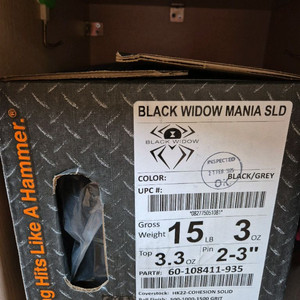 g Hits Like A Hammer.®
BLACK WIDOW MANIA SLD
BLACK WIDOW
INSPECTED
OK
COLOR: BLACK/GREY
UPC #:
Gross Weight 15 LB 3 oz
Top 3.3 oz Pin 2-3"
PART#: 60-108411-935
Coverstock: HK22-COHESION SOLID